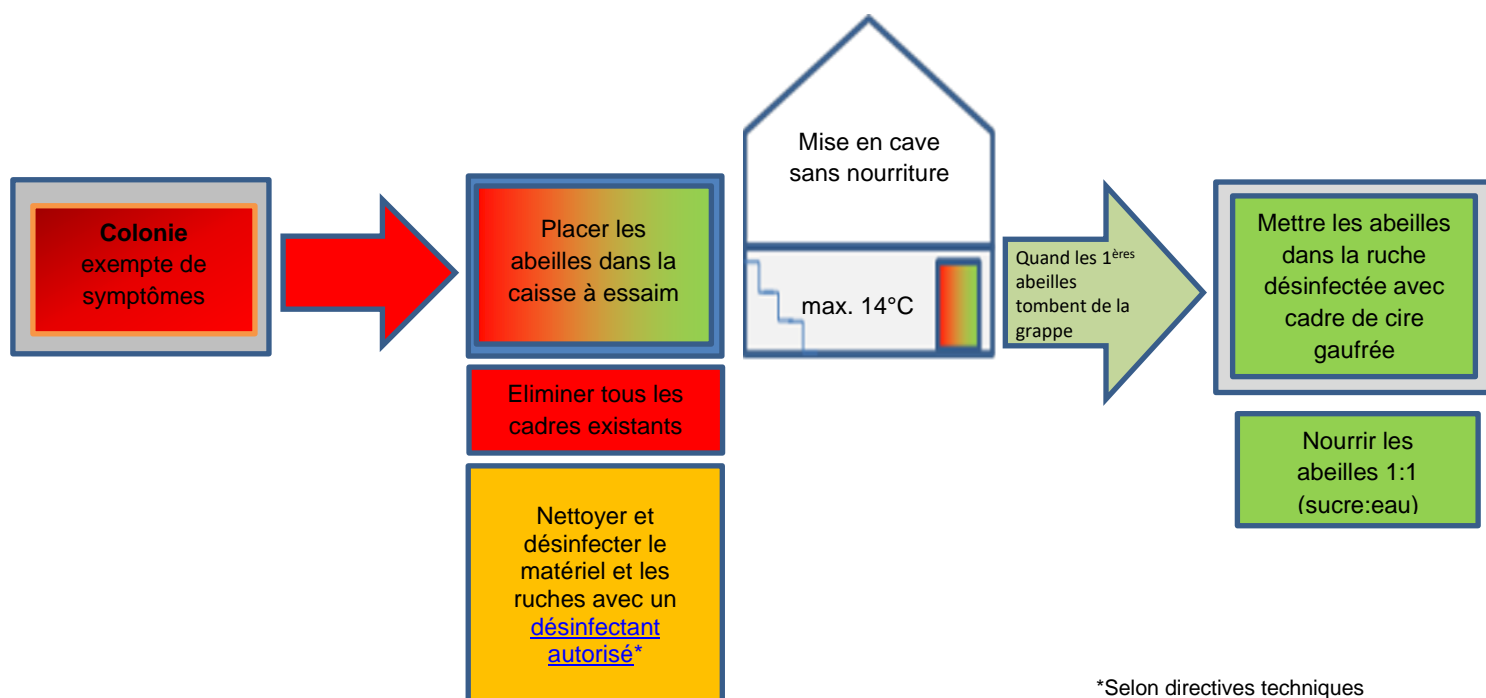 Colonie
exempte de
symptômes
Placer les
abeilles dans la
caisse à essaim
Eliminer tous les
cadres existants
Nettoyer et
désinfecter le
matériel et les
ruches avec un
désinfectant
autorisé*
Mise en cave
sans nourriture
max. 14°C
Quand les 1ères
abeilles
tombent de la
grappe
Mettre les abeilles
dans la ruche
désinfectée avec
cadre de cire
gaufrée
Nourrir les
abeilles 1:1
(sucre:eau)
*Selon directives techniques